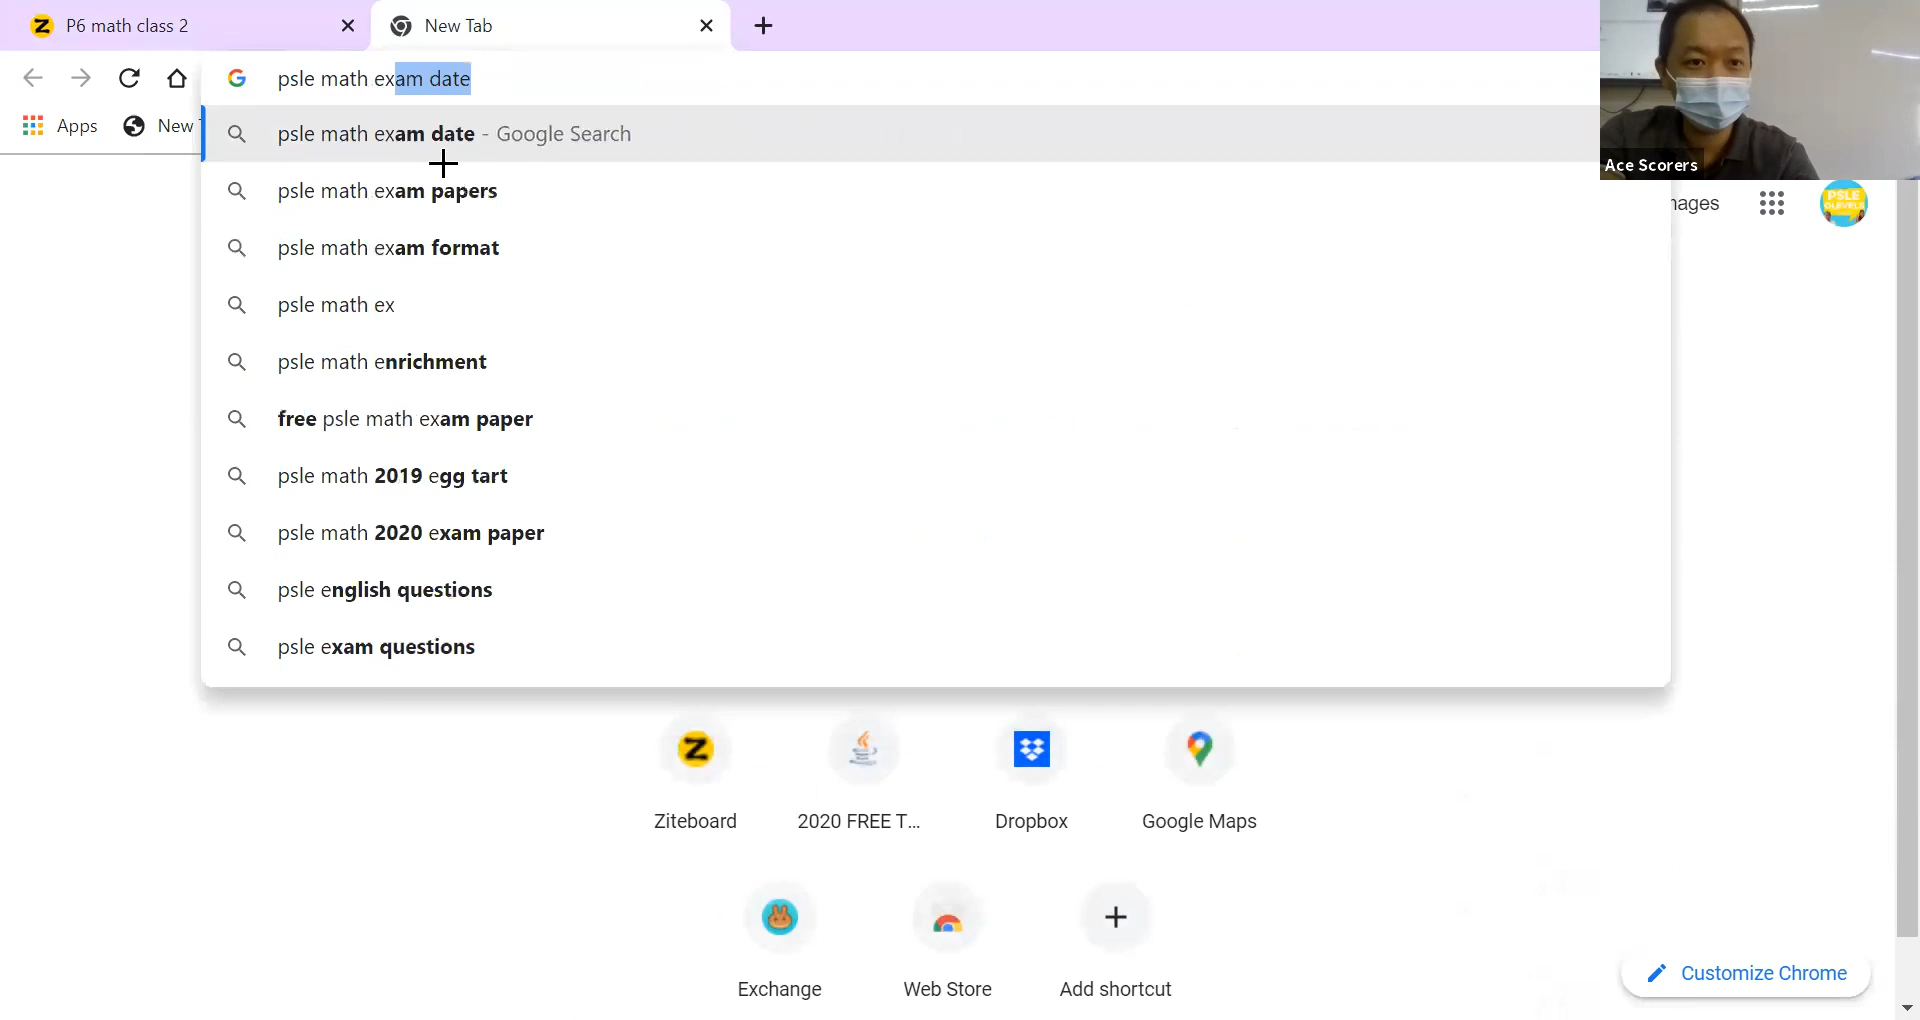 P6 math class 2
New Tab
psle math exam date
Apps
New
psle math exam date - Google Search
psle math exam papers
psle math exam format
psle math ex
psle math enrichment
free psle math exam paper
psle math 2019 egg tart
psle math 2020 exam paper
psle english questions
psle exam questions
Ace Scorers
mages
PSLE
Ziteboard
2020 FREE T...
Dropbox
Google Maps
Exchange
Web Store
Add shortcut
Customize Chrome